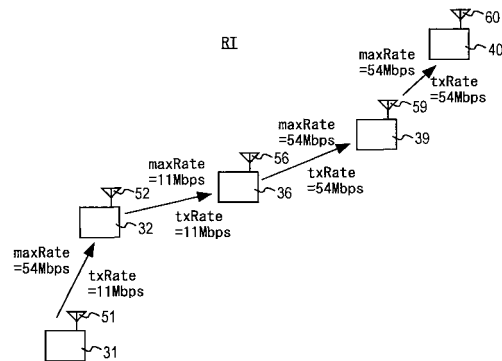 60
RT
40
maxRate
=54Mbps
txRate
=54Mbps
59
39
maxRate
=54Mbps
txRate
=54Mbps
56
36
maxRate
=11Mbps
txRate
=11Mbps
52
32
maxRate
=54Mbps
txRate
=11Mbps
51
31